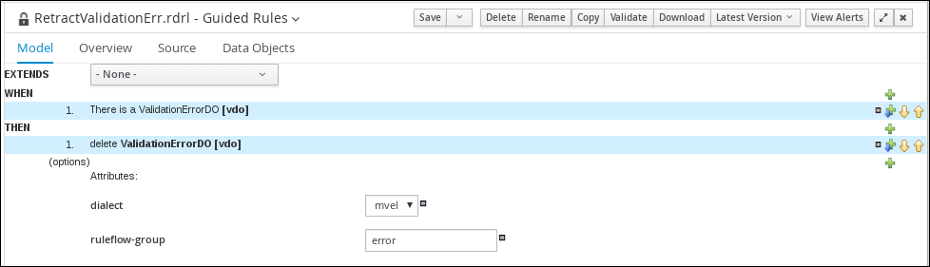 RetractValidationErr.rdrl - Guided Rules
Save Delete Rename Copy Validate Download Latest Version View Alerts
Model Overview Source Data Objects
EXTENDS - None -
WHEN
1. There is a ValidationErrorDO [vdo]
THEN
1. delete ValidationErrorDO [vdo]
(options)
Attributes:
dialect mvel
ruleflow-group error